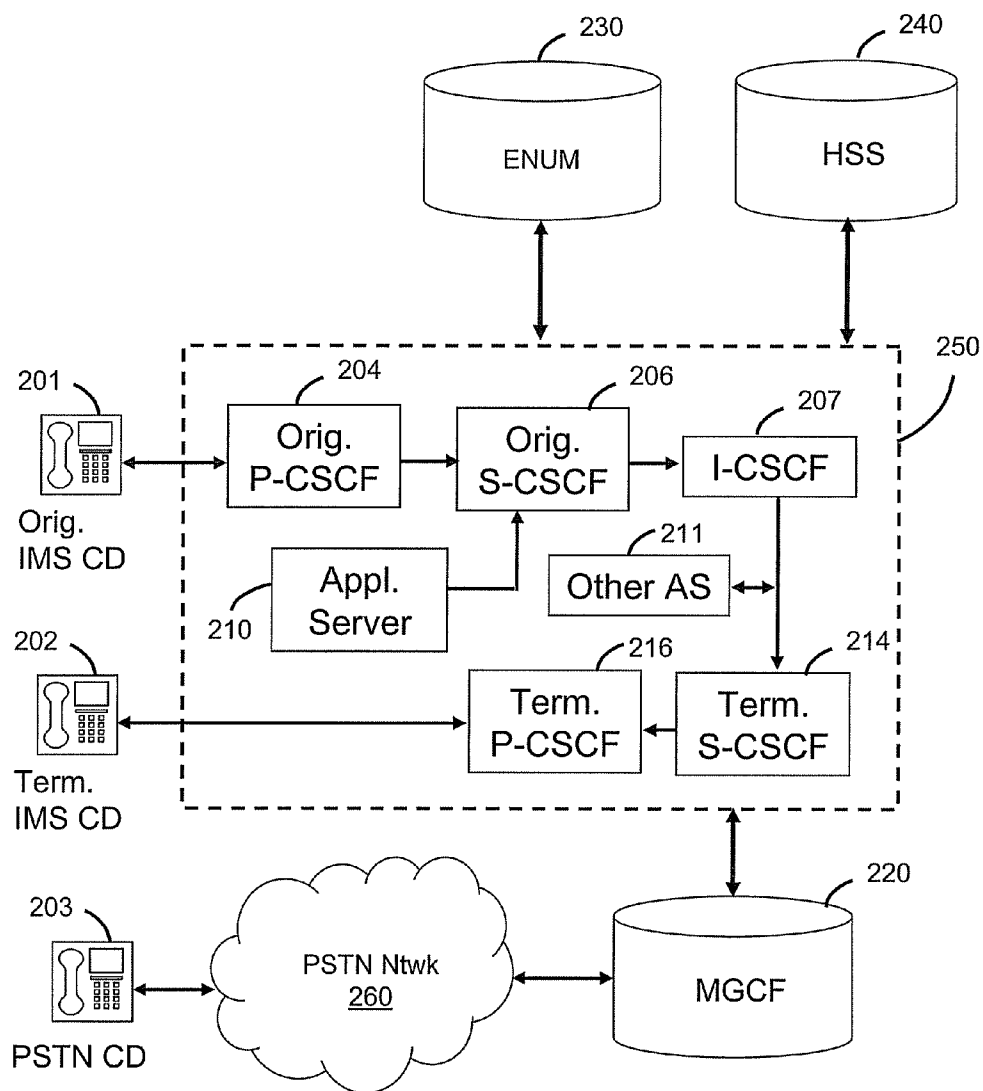 230
240
ENUM
HSS
250
201
204
206
207
Orig.
P-CSCF
Orig.
S-CSCF
I-CSCF
Orig.
IMS CD
211
Appl.
Server
Other AS
210
202
216
214
Term.
P-CSCF
Term.
S-CSCF
Term.
IMS CD
220
203
PSTN Ntwk
260
MGCF
PSTN CD